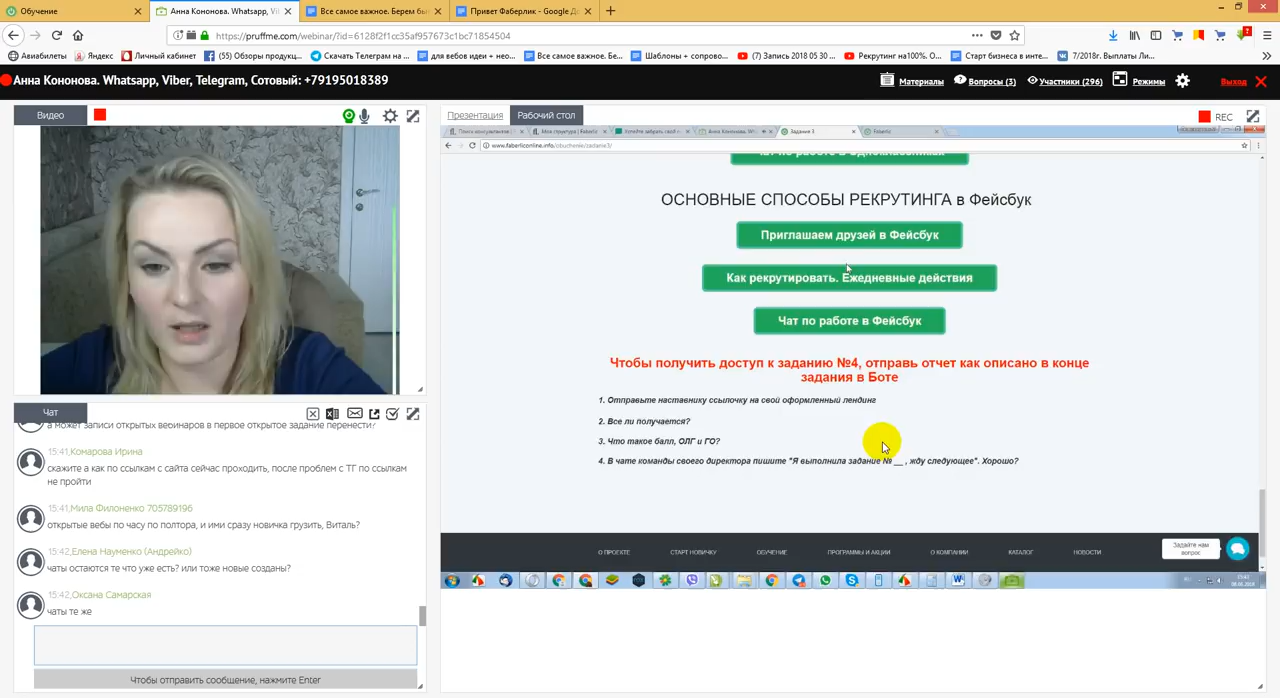 Обучение
Анна Кононова. Whatsapp, Vi
Все самое важное. Берем бы
Привет Фаберлик - Google До
https://pruffme.com/webinar/?id=6128f2f1cc35af957673c1bc71854504
Авиабилеты
Яндекс
Личный кабинет
(55) Обзоры продук...
Скачать Телеграм на ...
для вебов идеи + нео...
Все самое важное. Бе...
Шаблоны + сопрово...
(7) Запись 2018 05 30 ...
Рекрутинг на100%. О...
Старт бизнеса в инте...
7/2018г. Выплаты Ли...
Анна Кононова. Whatsapp, Viber, Telegram, Сотовый: +79195018389
Материалы
Вопросы (3)
Участники (296)
Режимы
Выход
Видео
Презентация
Рабочий стол
REC
Задание 3
Faberlic
www.faberliconline.info/obuchenie/zadanie3/
Чат по работе в Одноклассниках
ОСНОВНЫЕ СПОСОБЫ РЕКРУТИНГА в Фейсбук
Приглашаем друзей в Фейсбук
Как рекрутировать. Ежедневные действия
Чат по работе в Фейсбук
Чтобы получить доступ к заданию №4, отправь отчет как описано в конце
задания в Боте
1. Отправьте наставнику ссылочку на свой оформленный лендинг
2. Все ли получается?
3. Что такое балл, ОЛГ и ГО?
4. В чате команды своего директора пишите "Я выполнила задание № __ , жду следующее". Хорошо?
О ПРОЕКТЕ
СТАРТ НОВИЧКУ
ОБУЧЕНИЕ
ПРОГРАММЫ И АКЦИИ
О КОМПАНИИ
КАТАЛОГ
НОВОСТИ
Задайте нам
вопрос
Чат
а может записи открытых вебинаров в первое открытое задание перенести?
15:41,Комарова Ирина
скажите а как по ссылкам с сайта сейчас проходить, после проблем с ТГ по ссылкам
не пройти
15:41,Мила Филоненко 705789196
открытые вебы по часу по полтора, и ими сразу новичка грузить, Виталь?
15:42,Елена Науменко (Андрейко)
чаты остаются те что уже есть? или тоже новые созданы?
15:42,Оксана Самарская
чаты те же
Чтобы отправить сообщение, нажмите Enter